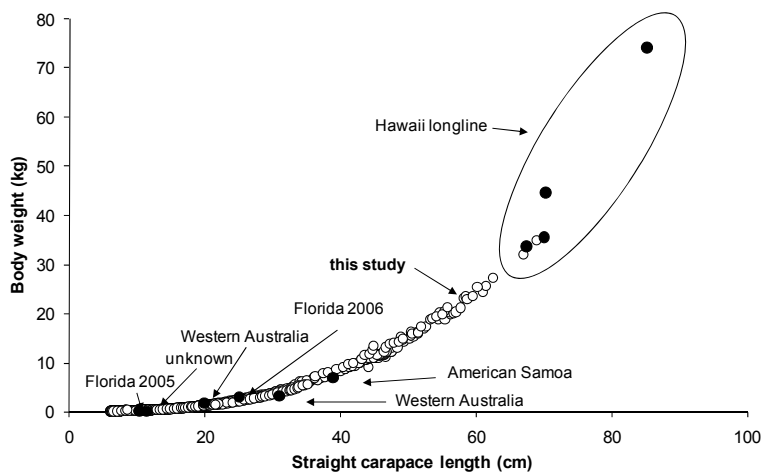 80
70
60
50
40
30
20
10
0
Body weight (kg)
Hawaii longline
this study
Florida 2006
Western Australia
unknown
Florida 2005
American Samoa
Western Australia
0 20 40 60 80 100
Straight carapace length (cm)